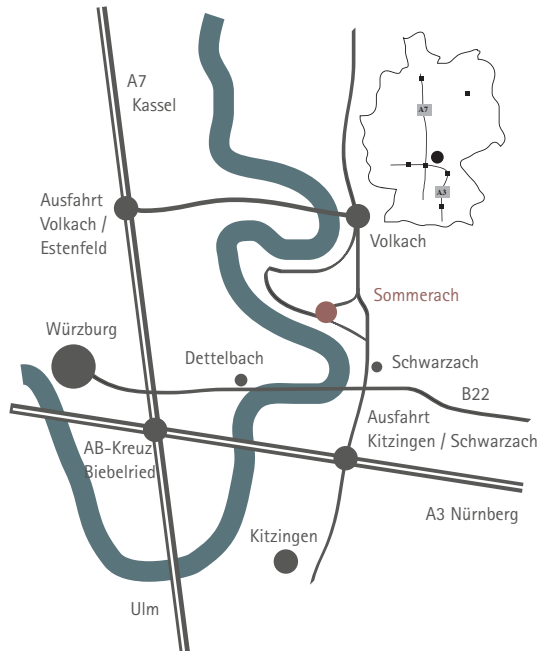 A7
Kassel
A7
Ausfahrt
Volkach /
Estenfeld
A3
Volkach
Sommerach
Würzburg
Dettelbach
Schwarzach
B22
Ausfahrt
Kitzingen / Schwarzach
AB-Kreuz
Biebelried
A3 Nürnberg
Kitzingen
Ulm